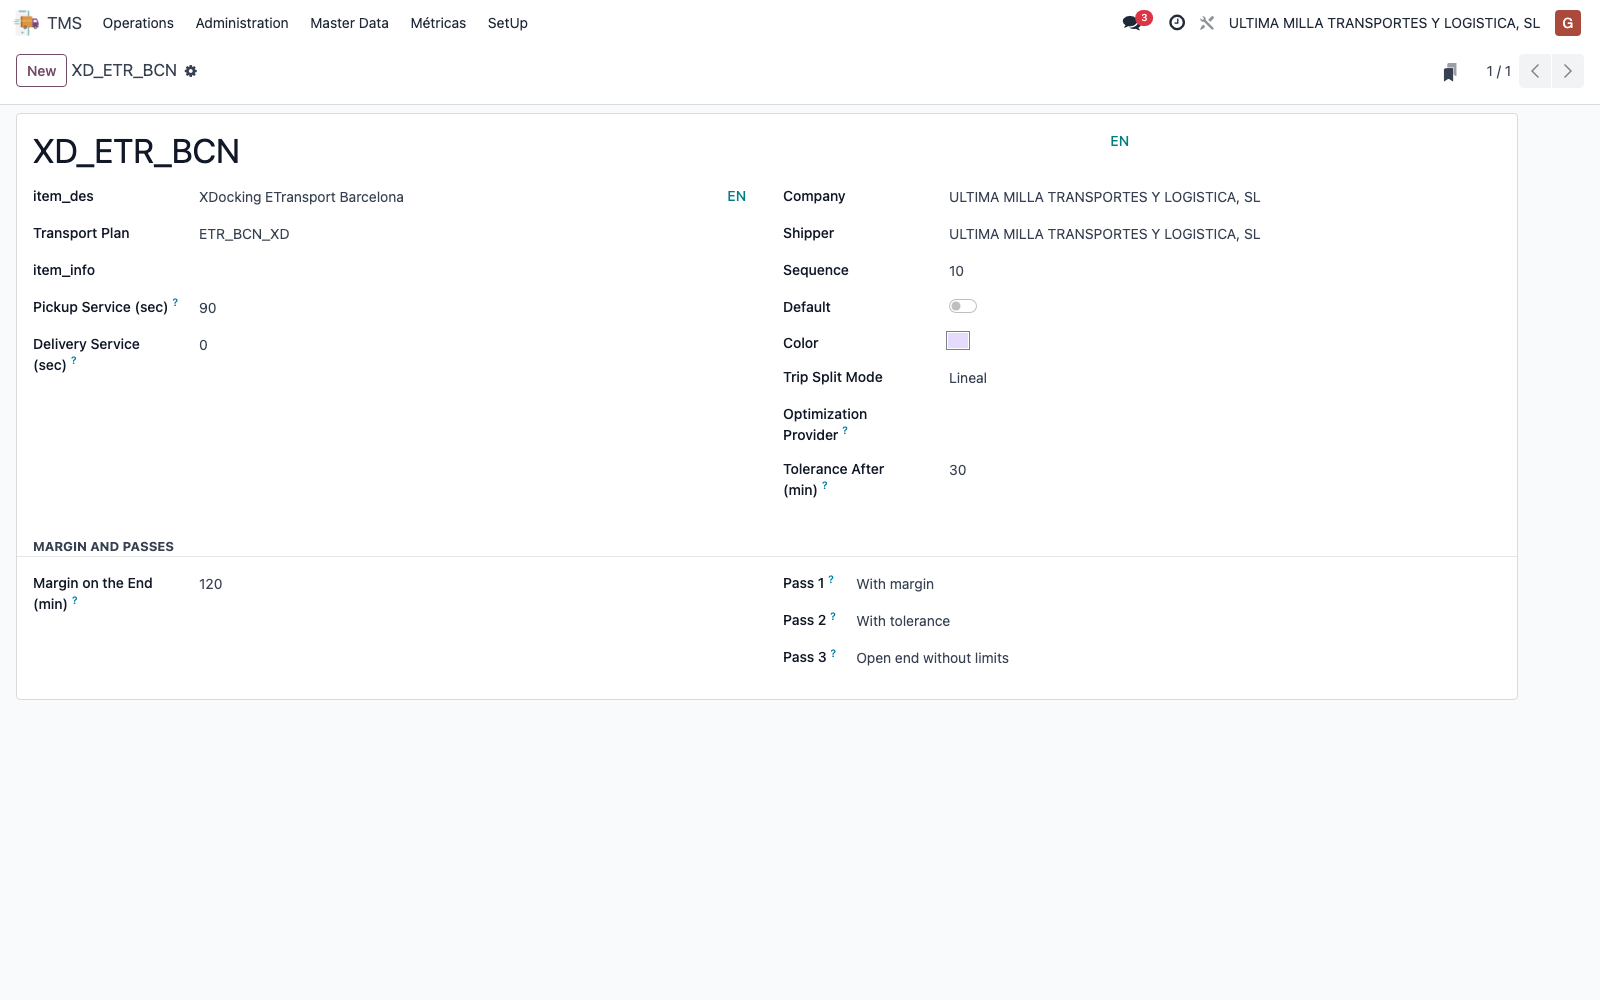 TMS Operations Administration Master Data Métricas SetUp 3 ULTIMA MILLA TRANSPORTES Y LOGISTICA, SL G
New XD_ETR_BCN 1 / 1
XD_ETR_BCN EN
item_des XDocking ETransport Barcelona EN
Transport Plan ETR_BCN_XD
item_info
Pickup Service (sec) ? 90
Delivery Service 0
(sec) ?
Company ULTIMA MILLA TRANSPORTES Y LOGISTICA, SL
Shipper ULTIMA MILLA TRANSPORTES Y LOGISTICA, SL
Sequence 10
Default
Color
Trip Split Mode Lineal
Optimization
Provider ?
Tolerance After 30
(min) ?
MARGIN AND PASSES
Margin on the End 120
(min) ?
Pass 1 ? With margin
Pass 2 ? With tolerance
Pass 3 ? Open end without limits